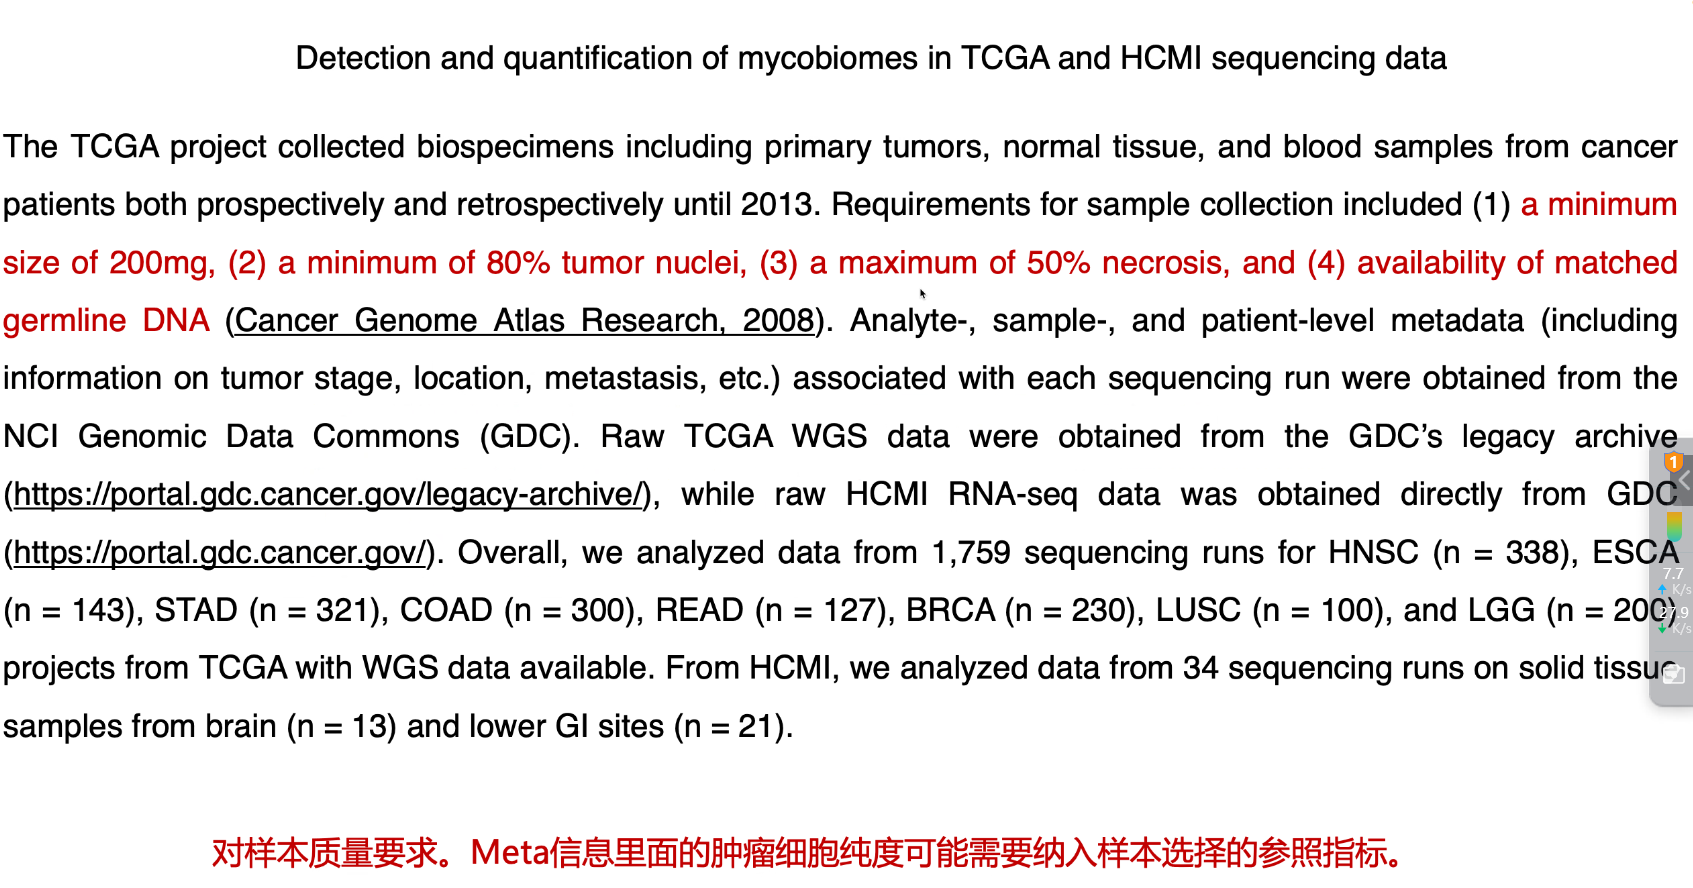 Detection and quantification of mycobiomes in TCGA and HCMI sequencing data
The TCGA project collected biospecimens including primary tumors, normal tissue, and blood samples from cancer
patients both prospectively and retrospectively until 2013. Requirements for sample collection included (1) a minimum
size of 200mg, (2) a minimum of 80% tumor nuclei, (3) a maximum of 50% necrosis, and (4) availability of matched
germline DNA (Cancer Genome Atlas Research, 2008). Analyte-, sample-, and patient-level metadata (including
information on tumor stage, location, metastasis, etc.) associated with each sequencing run were obtained from the
NCI Genomic Data Commons (GDC). Raw TCGA WGS data were obtained from the GDC’s legacy archive
(https://portal.gdc.cancer.gov/legacy-archive/), while raw HCMI RNA-seq data was obtained directly from GDC
(https://portal.gdc.cancer.gov/). Overall, we analyzed data from 1,759 sequencing runs for HNSC (n = 338), ESCA
(n = 143), STAD (n = 321), COAD (n = 300), READ (n = 127), BRCA (n = 230), LUSC (n = 100), and LGG (n = 200)
projects from TCGA with WGS data available. From HCMI, we analyzed data from 34 sequencing runs on solid tissue
samples from brain (n = 13) and lower GI sites (n = 21).
1
7.7
K/s
K/s
对样本质量要求。Meta信息里面的肿瘤细胞纯度可能需要纳入样本选择的参照指标。